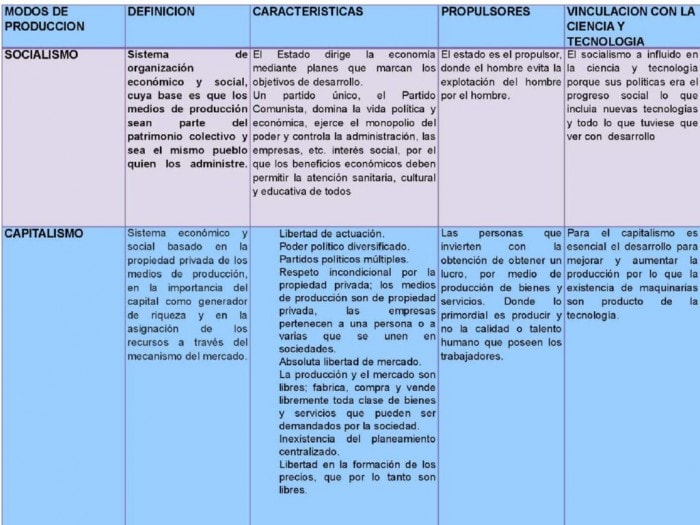 MODOS DE
PRODUCCION
DEFINICION
CARACTERISTICAS
PROPULSORES
VINCULACION CON LA
CIENCIA Y
TECNOLOGIA
SOCIALISMO
Sistema de
organización
económico y social,
cuya base es que los
medios de producción
sean parte del
patrimonio colectivo y
sea el mismo pueblo
quien los administre.
El Estado dirige la economía
mediante planes que marcan los
objetivos de desarrollo.
Un partido único, el Partido
Comunista, domina la vida política y
económica, ejerce el monopolio del
poder y controla la administración, las
empresas, etc. interés social, por el
que los beneficios económicos deben
permitir la atención sanitaria, cultural
y educativa de todos
El estado es el propulsor,
donde el hombre evita la
explotación del hombre
por el hombre.
El socialismo a influido en
la ciencia y tecnología
porque sus políticas era el
progreso social lo que
incluia nuevas tecnologías
y todo lo que tuviese que
ver con desarrollo
CAPITALISMO
Sistema económico y
social basado en la
propiedad privada de los
medios de producción,
en la importancia del
capital como generador
de riqueza y en la
asignación de los
recursos a través del
mecanismo del mercado.
Libertad de actuación.
Poder político diversificado.
Partidos políticos múltiples.
Respeto incondicional por la
propiedad privada; los medios
de producción son de propiedad
privada, las empresas
pertenecen a una persona o a
varias que se unen en
sociedades.
Absoluta libertad de mercado.
La producción y el mercado son
libres; fabrica, compra y vende
libremente toda clase de bienes
y servicios que pueden ser
demandados por la sociedad.
Inexistencia del planeamiento
centralizado.
Libertad en la formación de los
precios, que por lo tanto son
libres.
Las personas que
invierten con la
obtención de obtener un
lucro, por medio de
producción de bienes y
servicios. Donde lo
primordial es producir y
no la calidad o talento
humano que poseen los
trabajadores.
Para el capitalismo es
esencial el desarrollo para
mejorar y aumentar la
producción por lo que la
existencia de maquinarias
son producto de la
tecnología.